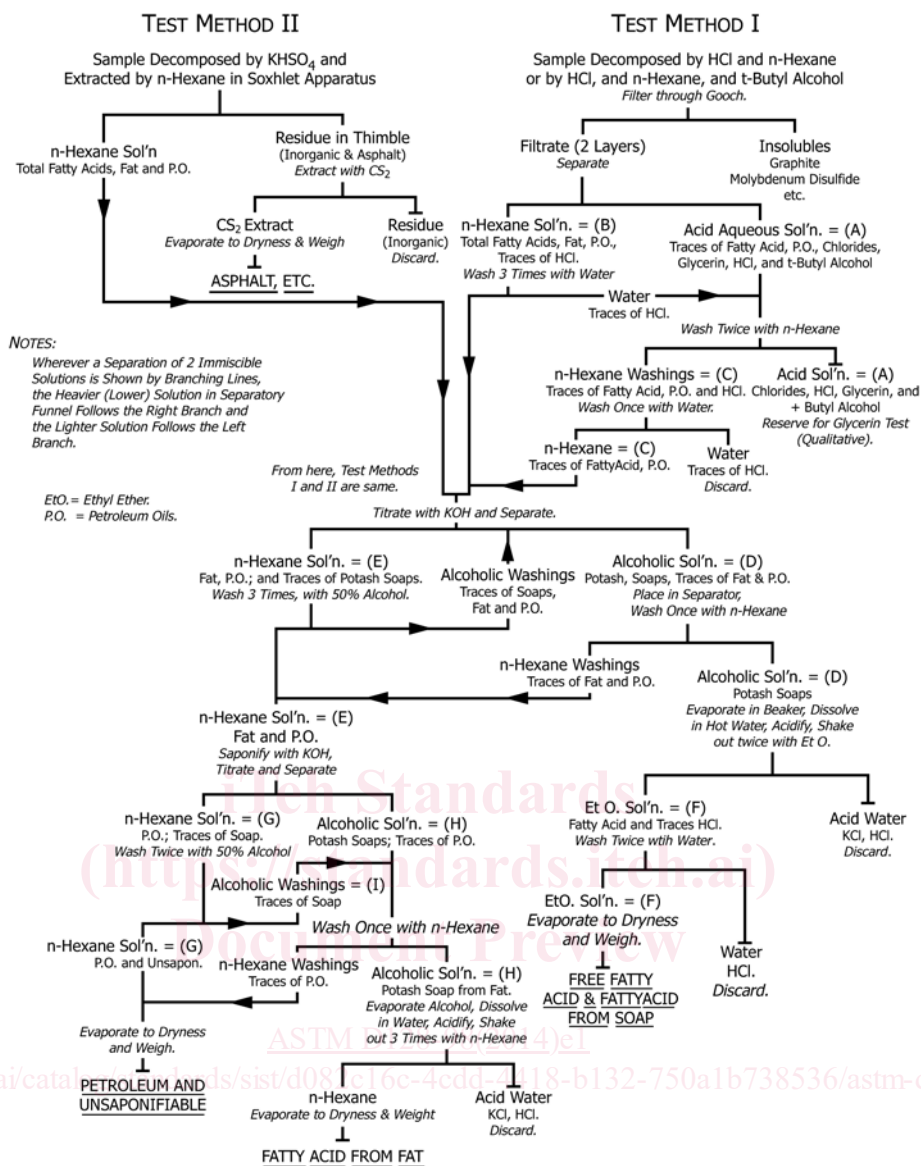 TEST METHOD II
Sample Decomposed by KHSO4 and
Extracted by n-Hexane in Soxhlet Apparatus
n-Hexane Sol'n
Total Fatty Acids, Fat and P.O.
Residue in Thimble
(Inorganic & Asphalt)
Extract with CS2
CS2 Extract
Evaporate to Dryness & Weigh
ASPHALT, ETC.
Residue
(Inorganic)
Discard.
TEST METHOD I
Sample Decomposed by HCl and n-Hexane
or by HCl, and n-Hexane, and t-Butyl Alcohol
Filter through Gooch.
Filtrate (2 Layers)
Separate
Insolubles
Graphite
Molybdenum Disulfide
etc.
n-Hexane Sol'n. = (B)
Total Fatty Acids, Fat, P.O.,
Traces of HCl.
Wash 3 Times with Water
Acid Aqueous Sol'n. = (A)
Traces of Fatty Acid, P.O., Chlorides,
Glycerin, HCl, and t-Butyl Alcohol
Water
Traces of HCl.
Wash Twice with n-Hexane
n-Hexane Washings = (C)
Traces of Fatty Acid, P.O. and HCl.
Wash Once with Water.
Acid Sol'n. = (A)
Chlorides, HCl, Glycerin, and
+ Butyl Alcohol
Reserve for Glycerin Test
(Qualitative).
n-Hexane = (C)
Traces of FattyAcid, P.O.
Water
Traces of HCl.
Discard.
NOTES:
Wherever a Separation of 2 Immiscible
Solutions is Shown by Branching Lines,
the Heavier (Lower) Solution in Separatory
Funnel Follows the Right Branch and
the Lighter Solution Follows the Left
Branch.
EtO.= Ethyl Ether.
P.O. = Petroleum Oils.
From here, Test Methods
I and II are same.
Titrate with KOH and Separate.
n-Hexane Sol'n. = (E)
Fat, P.O.; and Traces of Potash Soaps.
Wash 3 Times, with 50% Alcohol.
Alcoholic Washings
Traces of Soaps,
Fat and P.O.
Alcoholic Sol'n. = (D)
Potash, Soaps, Traces of Fat & P.O.
Place in Separator,
Wash Once with n-Hexane
n-Hexane Washings
Traces of Fat and P.O.
Alcoholic Sol'n. = (D)
Potash Soaps
Evaporate in Beaker, Dissolve
in Hot Water, Acidify, Shake
out twice with Et O.
n-Hexane Sol'n. = (E)
Fat and P.O.
Saponify with KOH,
Titrate and Separate
Et O. Sol'n. = (F)
Fatty Acid and Traces HCl.
Wash Twice wtih Water.
Acid Water
KCl, HCl.
Discard.
n-Hexane Sol'n. = (G)
P.O.; Traces of Soap.
Wash Twice with 50% Alcohol
Alcoholic Sol'n. = (H)
Potash Soaps; Traces of P.O.
Alcoholic Washings = (I)
Traces of Soap
Wash Once with n-Hexane
EtO. Sol'n. = (F)
Evaporate to Dryness
and Weigh.
FREE FATTY
ACID & FATTYACID
FROM SOAP
Water
HCl.
Discard.
n-Hexane Sol'n. = (G)
P.O. and Unsapon.
n-Hexane Washings
Traces of P.O.
Alcoholic Sol'n. = (H)
Potash Soap from Fat.
Evaporate Alcohol, Dissolve
in Water, Acidify, Shake
out 3 Times with n-Hexane
Evaporate to Dryness
and Weigh.
PETROLEUM AND
UNSAPONIFIABLE
n-Hexane
Evaporate to Dryness & Weight
FATTY ACID FROM FAT
Acid Water
KCl, HCl.
Discard.
iTeh Standards
(https://standards.iteh.ai)
Document Preview